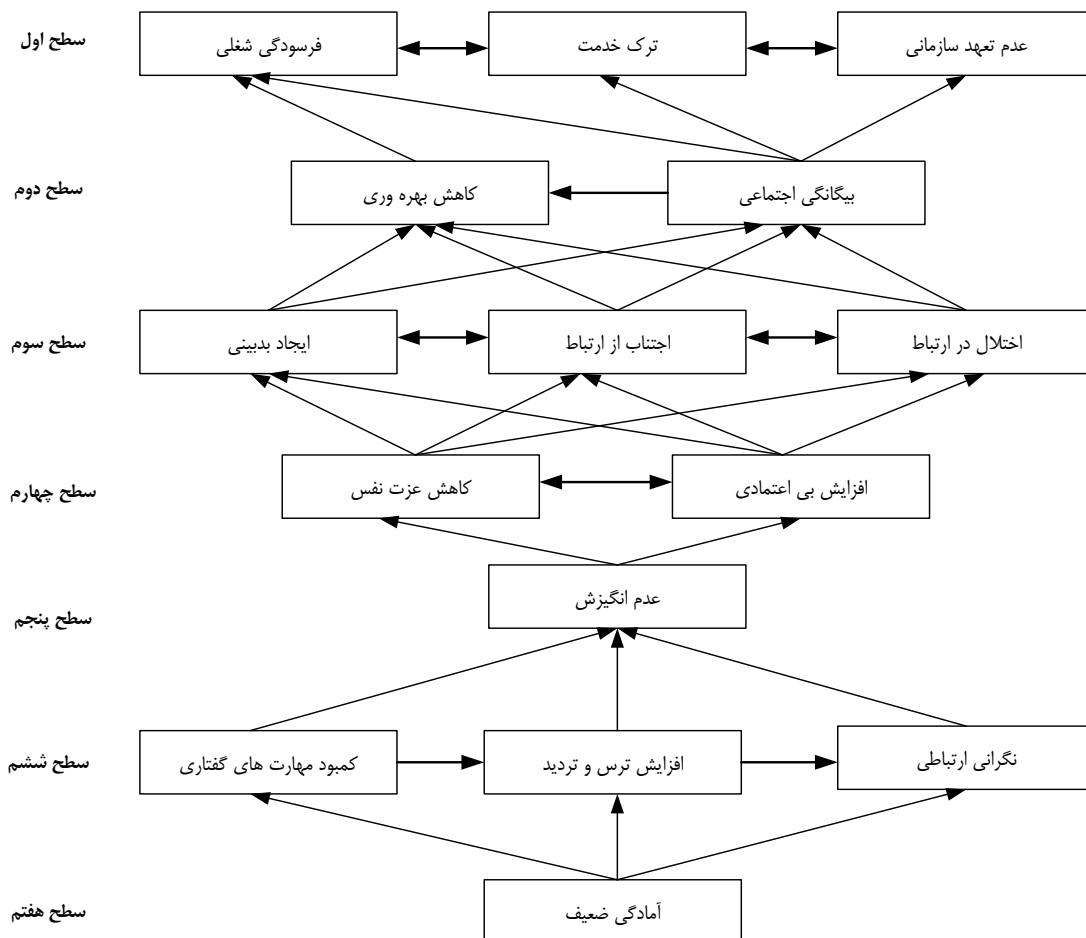 سطح اول
عدم تعهد سازمانی
ترک خدمت
فرسودگی شغلی
سطح دوم
بیگانگی اجتماعی
کاهش بهره وری
سطح سوم
اختلال در ارتباط
اجتناب از ارتباط
ایجاد بدبینی
سطح چهارم
افزایش بی اعتمادی
کاهش عزت نفس
سطح پنجم
عدم انگیزش
سطح ششم
نگرانی ارتباطی
افزایش ترس و تردید
کمبود مهارت های گفتاری
سطح هفتم
آمادگی ضعیف